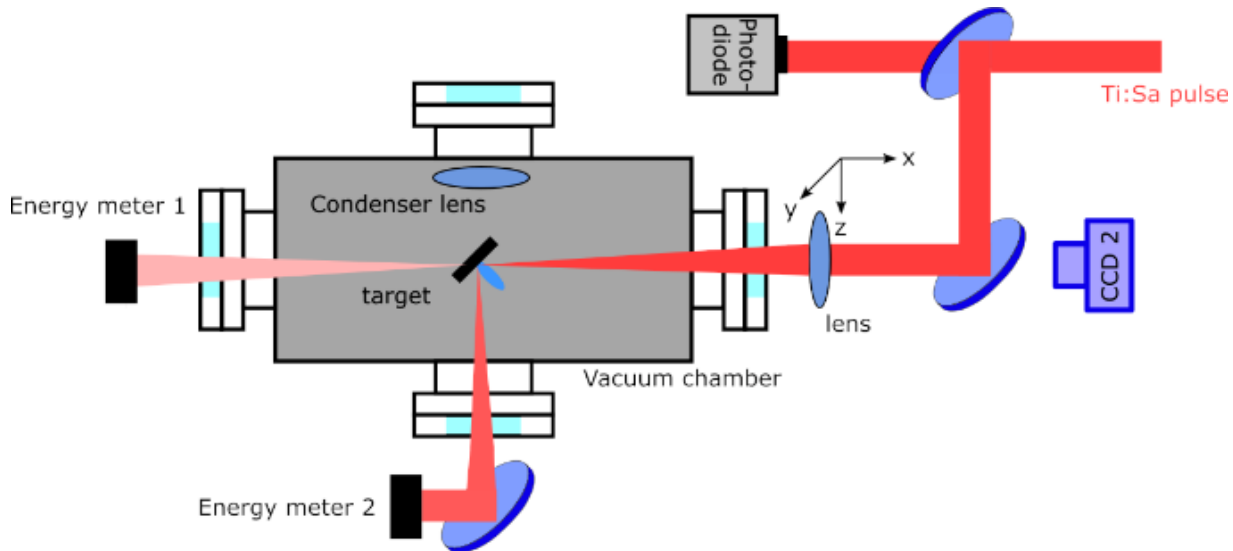 Photo-
diode
Ti:Sa pulse
x
y
z
Energy meter 1
Condenser lens
target
CCD 2
lens
Vacuum chamber
Energy meter 2